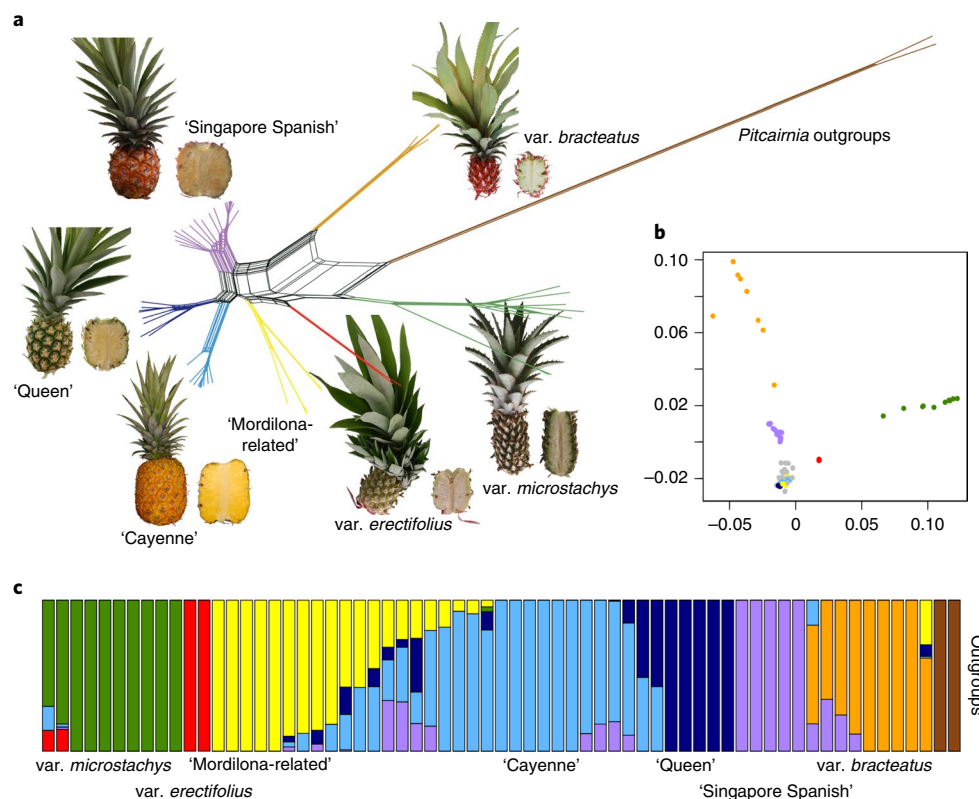 a
'Singapore Spanish'
var. bracteatus
Pitcairnia outgroups
'Queen'
'Cayenne'
'Mordilona-
related'
var. erectifolius
var. microstachys
b
0.10
0.06
0.02
−0.02
−0.05
0
0.05
0.10
c
Outgroups
var. microstachys
'Mordilona-related'
'Cayenne'
'Queen'
var. bracteatus
var. erectifolius
'Singapore Spanish'